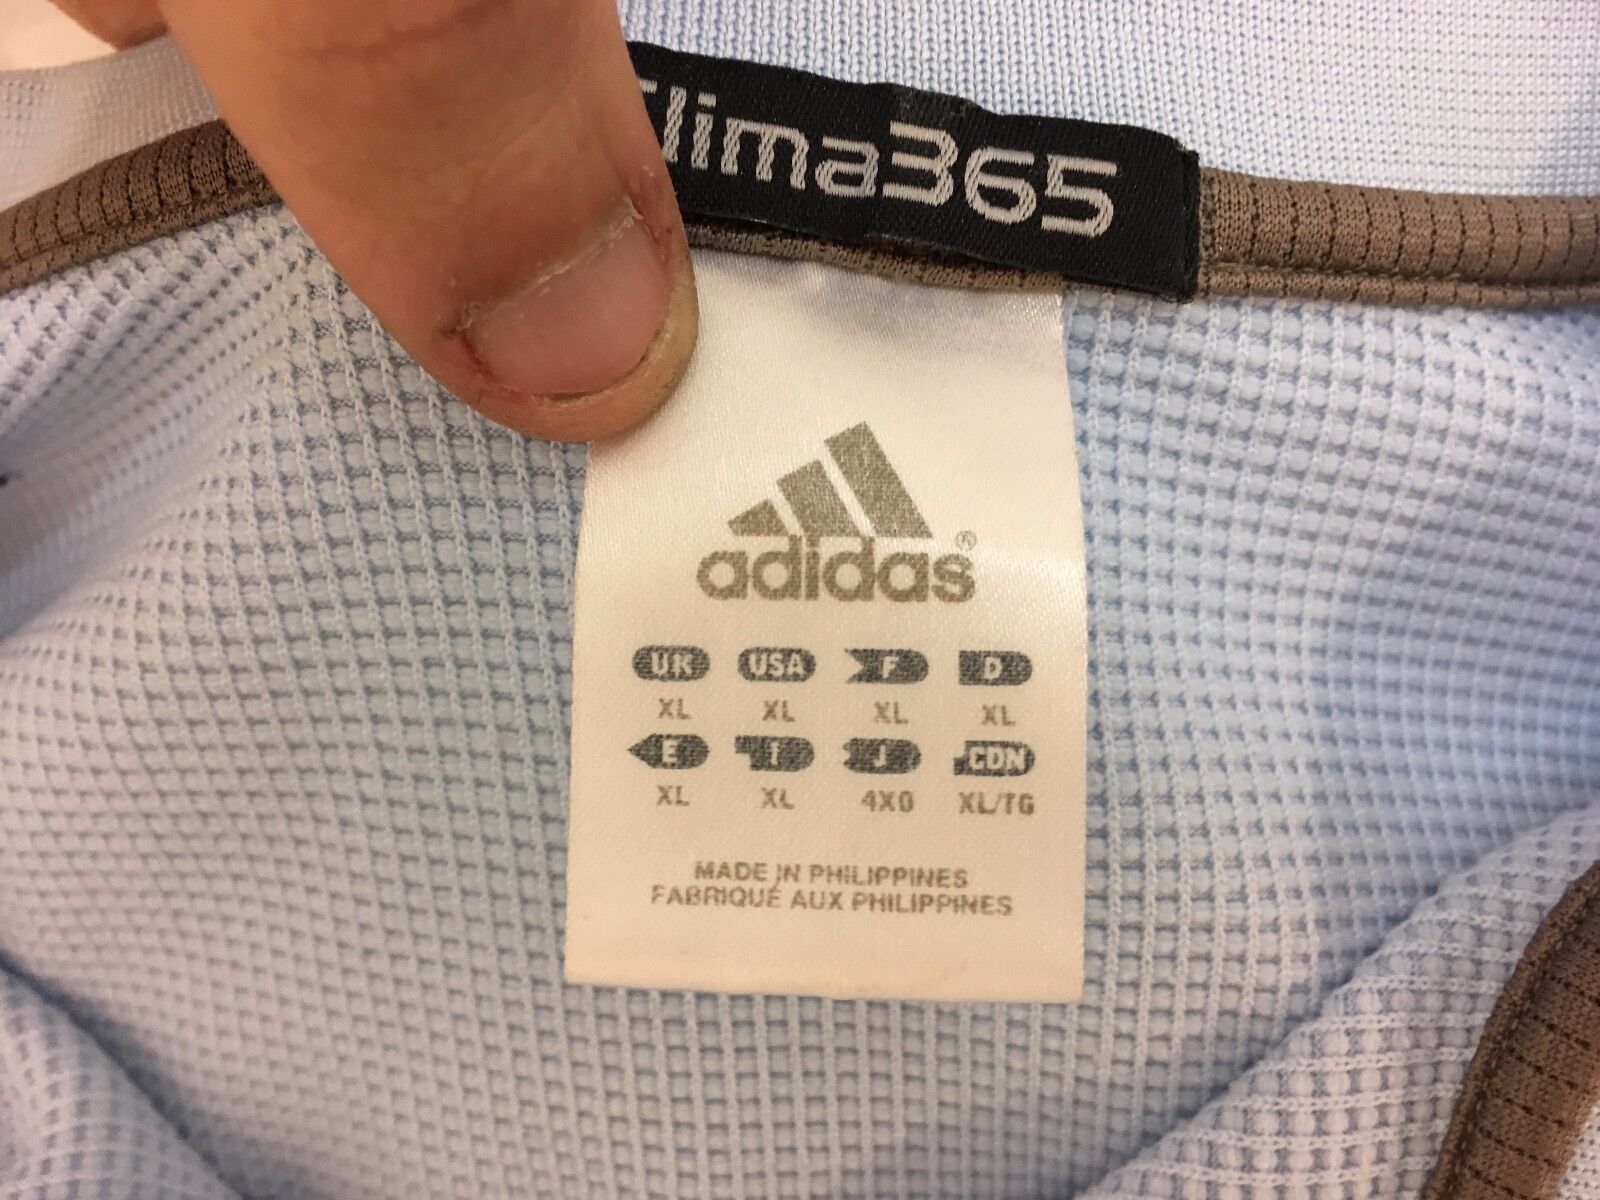 Clima365
adidas®
UK USA F D
XL XL XL XL
E I J CDN
XL XL 4XO XL/TG
MADE IN PHILIPPINES
FABRIQUÉ AUX PHILIPPINES